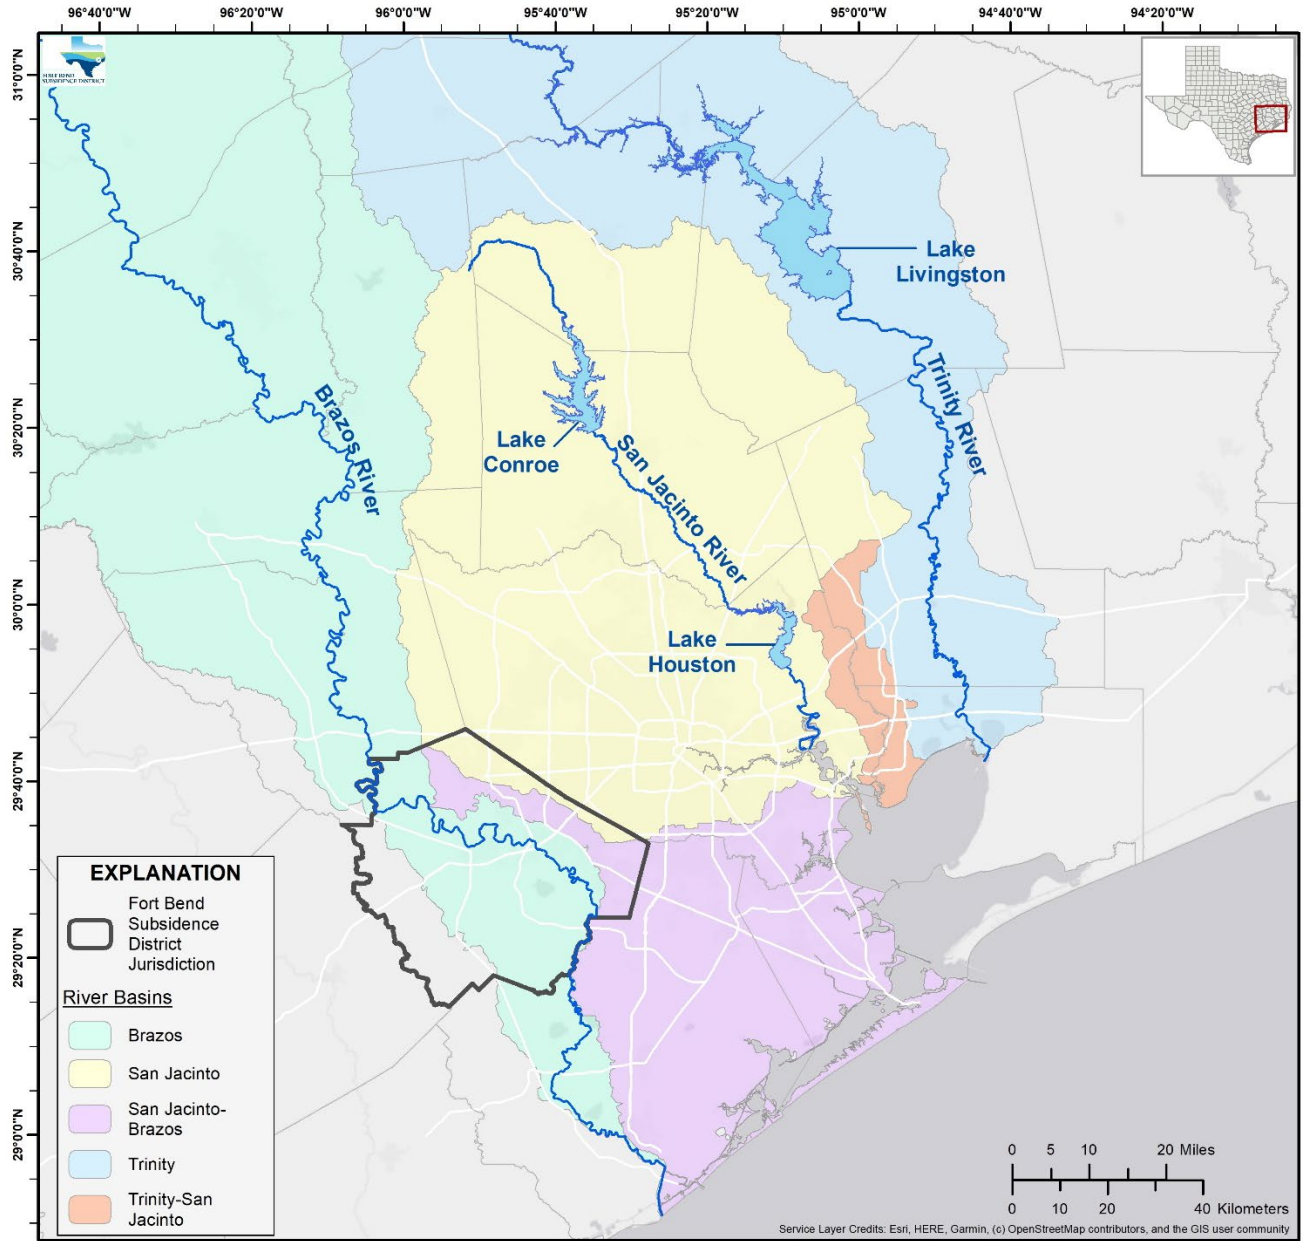 96°40'0"W
96°20'0"W
96°0'0"W
95°40'0"W
95°20'0"W
95°0'0"W
94°40'0"W
94°20'0"W
31°0'0"N
30°40'0"N
30°20'0"N
30°0'0"N
29°40'0"N
29°20'0"N
29°0'0"N
FORT BEND
SUBSIDENCE DISTRICT
Lake
Livingston
Trinity River
Brazos River
Lake
Conroe
San Jacinto River
Lake
Houston
EXPLANATION
Fort Bend
Subsidence
District
Jurisdiction
River Basins
Brazos
San Jacinto
San Jacinto-
Brazos
Trinity
Trinity-San
Jacinto
0 5 10 20 Miles
0 10 20 40 Kilometers
Service Layer Credits: Esri, HERE, Garmin, (c) OpenStreetMap contributors, and the GIS user community